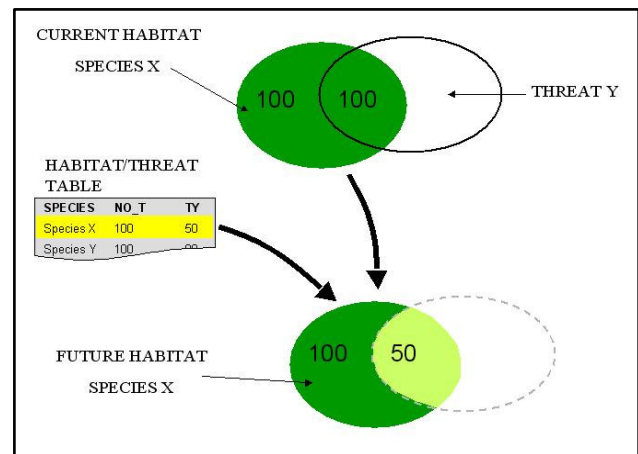 CURRENT HABITAT
SPECIES X
100 100
THREAT Y
HABITAT/THREAT
TABLE
SPECIES NO_T TY
Species X 100 50
Species Y 100
100 50
FUTURE HABITAT
SPECIES X